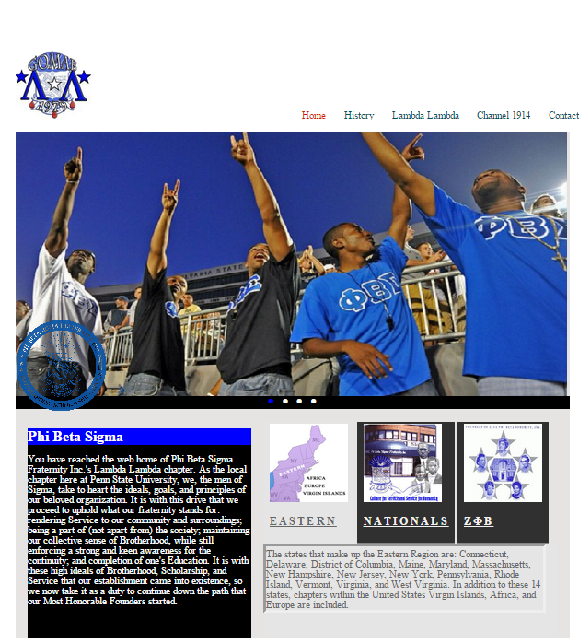 GOMAB
ΛΛ
1979
Home History Lambda Lambda Channel 1914 Contact
ΦΒΣ
ΦΒΣ
Phi Beta Sigma
You have reached the web home of Phi Beta Sigma
Fraternity Inc.'s Lambda Lambda chapter. As the local
chapter here at Penn State University, we, the men of
Sigma, take to heart the ideals, goals, and principles of
our beloved organization. It is with this drive that we
proceed to uphold what our fraternity stands for:
rendering Service to our community and surroundings;
being a part of (not apart from) the society; maintaining
our collective sense of Brotherhood, while still
enforcing a strong and keen awareness for the
continuity; and completion of one's Education. It is with
these high ideals of Brotherhood, Scholarship, and
Service that our establishment came into existence, so
we now take it as a duty to continue down the path that
our Most Honorable Founders started.
EASTERN
AFRICA
EUROPE
VIRGIN ISLANDS
EASTERN
Culture for service and Service for Humanity
NATIONALS
ΖΦΒ
The states that make up the Eastern Region are: Connecticut,
Delaware, District of Columbia, Maine, Maryland, Massachusetts,
New Hampshire, New Jersey, New York, Pennsylvania, Rhode
Island, Vermont, Virginia, and West Virginia. In addition to these 14
states, chapters within the United States Virgin Islands, Africa, and
Europe are included.